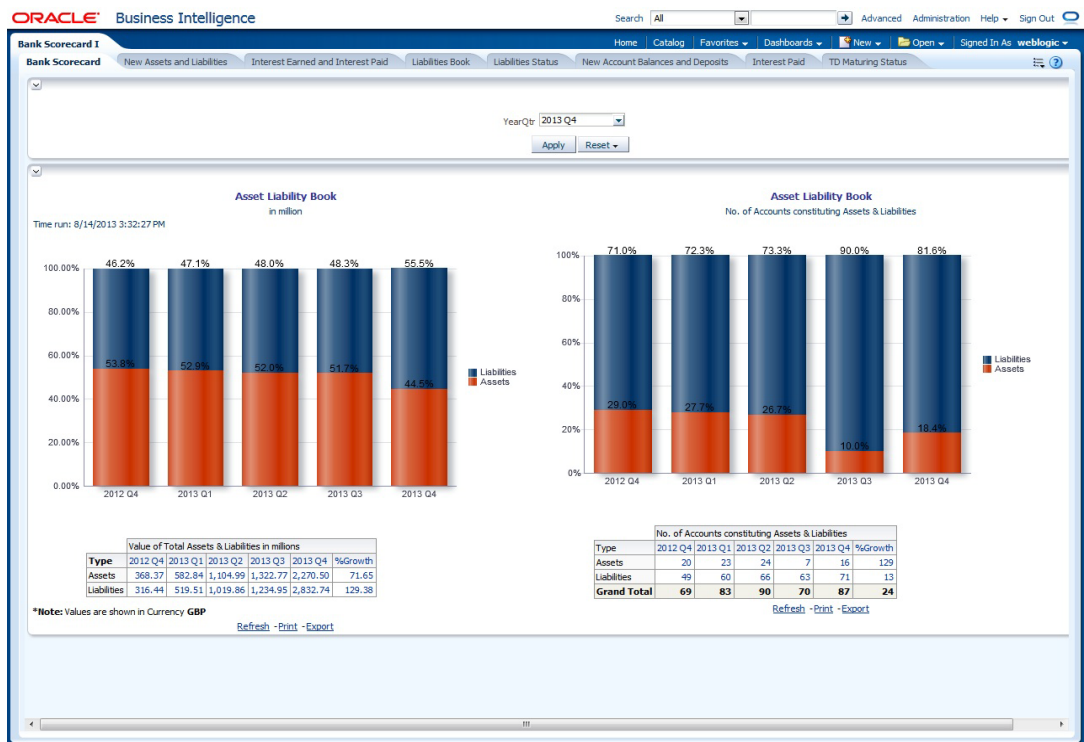 ORACLE Business Intelligence
Search All Advanced Administration Help Sign Out
Bank Scorecard I
Home Catalog Favorites Dashboards New Open Signed In As weblogic
Bank Scorecard New Assets and Liabilities Interest Earned and Interest Paid Liabilities Book Liabilities Status New Account Balances and Deposits Interest Paid TD Maturing Status
YearQtr 2013 Q4
Apply Reset
Asset Liability Book
in million
Time run: 8/14/2013 3:32:27 PM
46.2% 47.1% 48.0% 48.3% 55.5%
100.00%
80.00%
60.00%
53.8% 52.9% 52.0% 51.7% 44.5%
40.00%
20.00%
0.00%
2012 Q4 2013 Q1 2013 Q2 2013 Q3 2013 Q4
Liabilities
Assets
Value of Total Assets & Liabilities in millions
Type 2012 Q4 2013 Q1 2013 Q2 2013 Q3 2013 Q4 %Growth
Assets 368.37 582.84 1,104.99 1,322.77 2,270.50 71.65
Liabilities 316.44 519.51 1,019.86 1,234.95 2,832.74 129.38
*Note: Values are shown in Currency GBP
Refresh - Print - Export
Asset Liability Book
No. of Accounts constituting Assets & Liabilities
71.0% 72.3% 73.3% 90.0% 81.6%
100%
80%
60%
40%
29.0% 27.7% 26.7% 10.0% 18.4%
20%
0%
2012 Q4 2013 Q1 2013 Q2 2013 Q3 2013 Q4
Liabilities
Assets
No. of Accounts constituting Assets & Liabilities
Type 2012 Q4 2013 Q1 2013 Q2 2013 Q3 2013 Q4 %Growth
Assets 20 23 24 7 16 129
Liabilities 49 60 66 63 71 13
Grand Total 69 83 90 70 87 24
Refresh - Print - Export